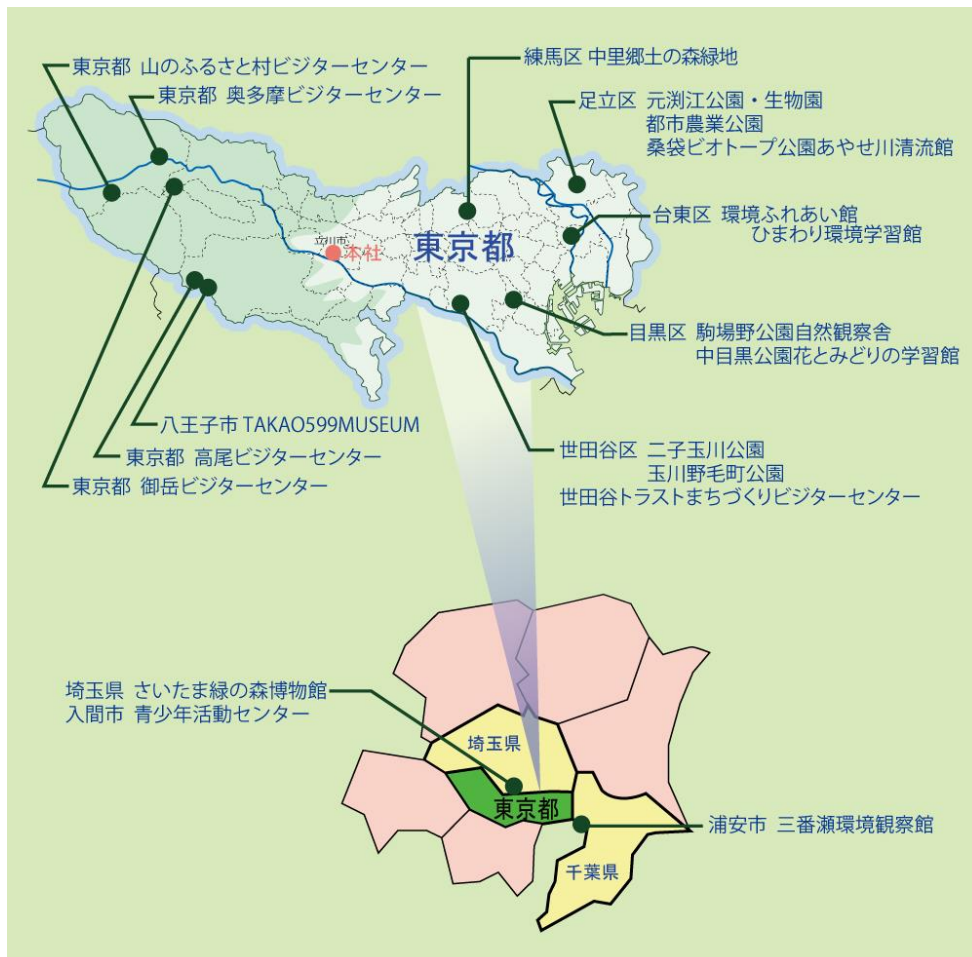 東京都 山のふるさと村ビジターセンター
東京都 奥多摩ビジターセンター
練馬区 中里郷土の森緑地
足立区 元渕江公園・生物園
都市農業公園
桑袋ビオトープ公園あやせ川清流館
台東区 環境ふれあい館
ひまわり環境学習館
立川市
本社
東京都
目黒区 駒場野公園自然観察舎
中目黒公園花とみどりの学習館
八王子市 TAKAO599MUSEUM
東京都 高尾ビジターセンター
東京都 御岳ビジターセンター
世田谷区 二子玉川公園
玉川野毛町公園
世田谷トラストまちづくりビジターセンター
埼玉県 さいたま緑の森博物館
入間市 青少年活動センター
埼玉県
東京都
浦安市 三番瀬環境観察館
千葉県